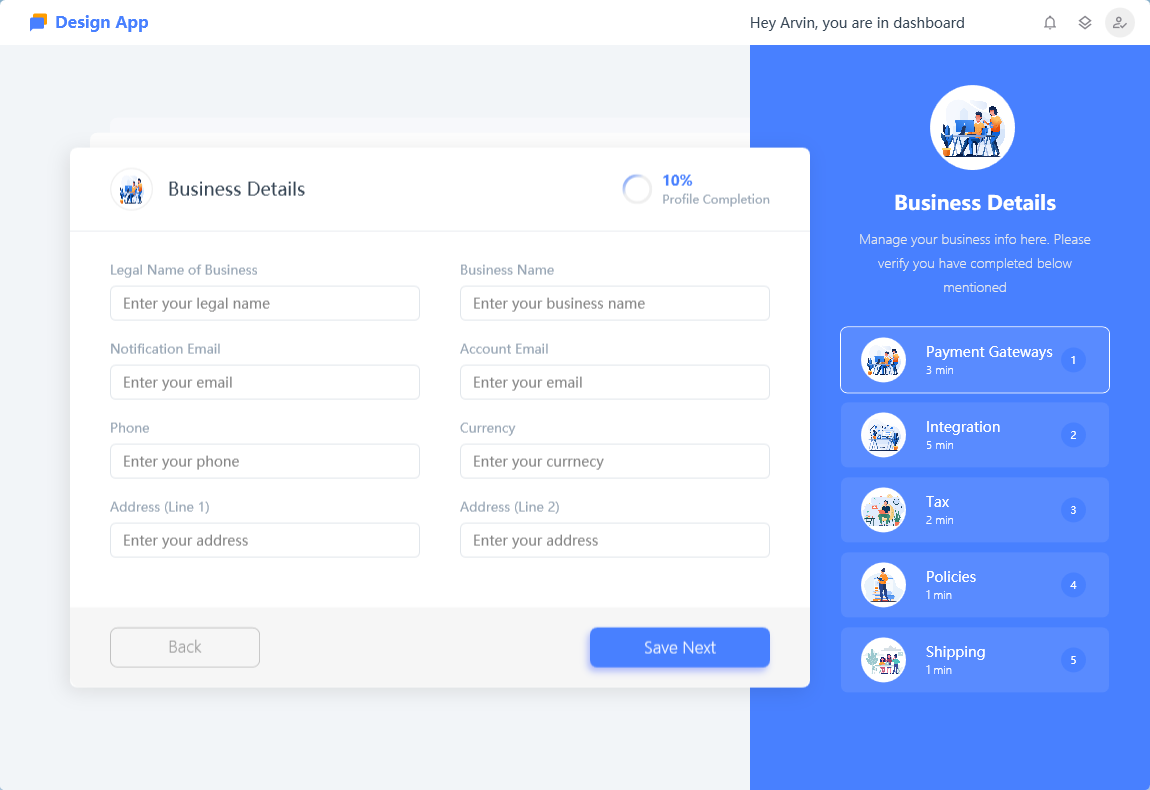 Design App
Hey Arvin, you are in dashboard
Business Details
10%
Profile Completion
Legal Name of Business
Business Name
Enter your legal name
Enter your business name
Notification Email
Account Email
Enter your email
Enter your email
Phone
Currency
Enter your phone
Enter your currnecy
Address (Line 1)
Address (Line 2)
Enter your address
Enter your address
Back
Save Next
Business Details
Manage your business info here. Please
verify you have completed below
mentioned
Payment Gateways
3 min
1
Integration
5 min
2
Tax
2 min
3
Policies
1 min
4
Shipping
1 min
5